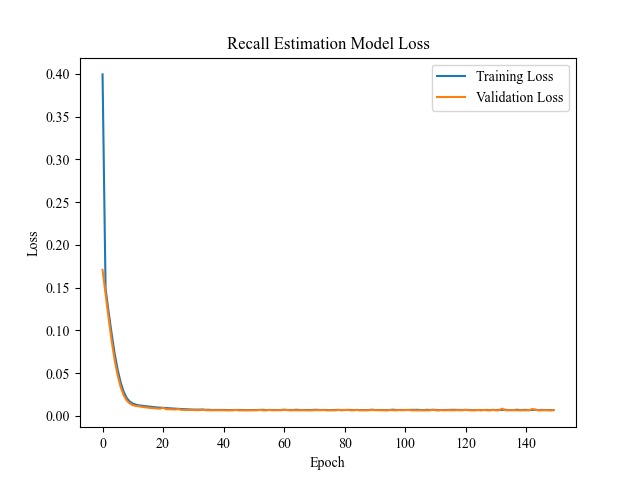 Recall Estimation Model Loss
Training Loss
Validation Loss
0.40
0.35
0.30
0.25
0.20
0.15
0.10
0.05
0.00
Loss
0 20 40 60 80 100 120 140
Epoch